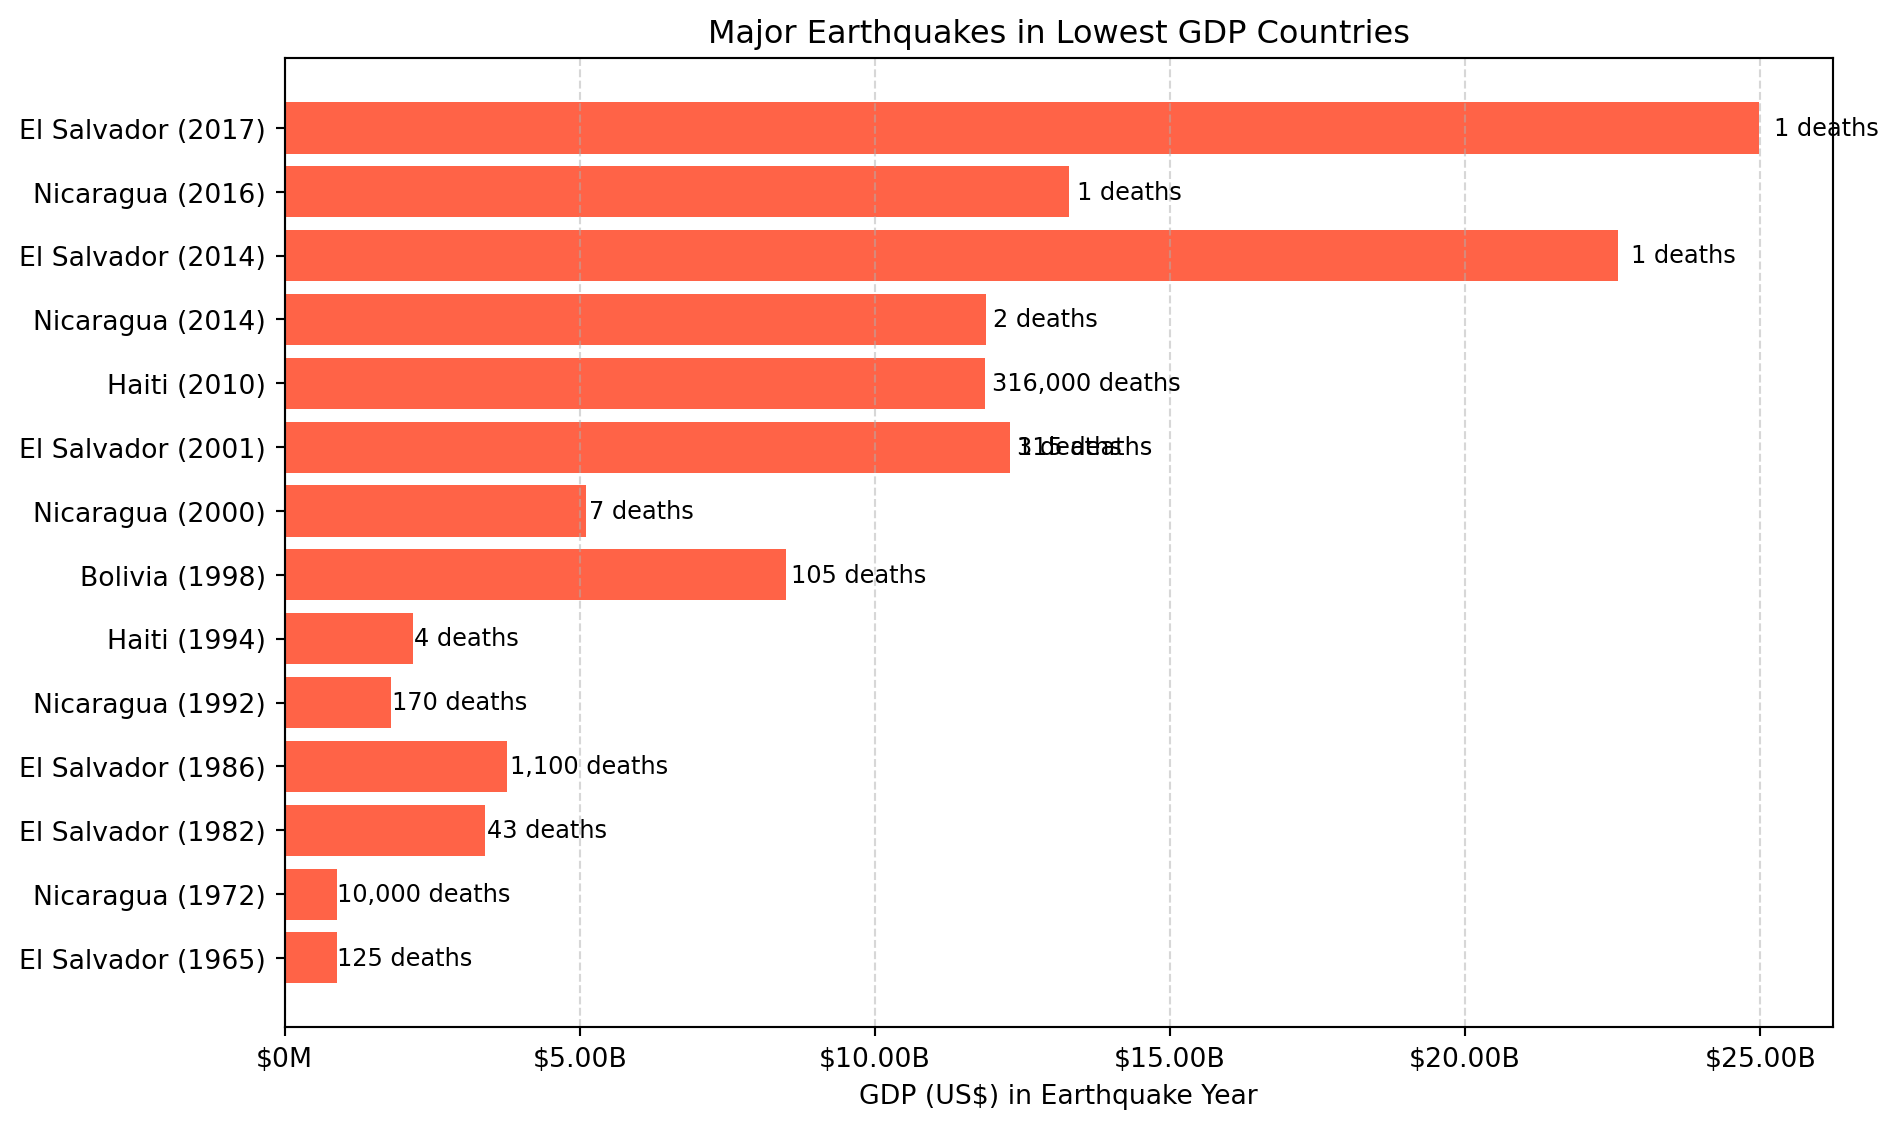 Major Earthquakes in Lowest GDP Countries
El Salvador (2017) 1 deaths
Nicaragua (2016) 1 deaths
El Salvador (2014) 1 deaths
Nicaragua (2014) 2 deaths
Haiti (2010) 316,000 deaths
El Salvador (2001) deaths
Nicaragua (2000) 7 deaths
Bolivia (1998) 105 deaths
Haiti (1994) 4 deaths
Nicaragua (1992) 170 deaths
El Salvador (1986) 1,100 deaths
El Salvador (1982) 43 deaths
Nicaragua (1972) 10,000 deaths
El Salvador (1965) 125 deaths
$0M $5.00B $10.00B $15.00B $20.00B $25.00B
GDP (US$) in Earthquake Year